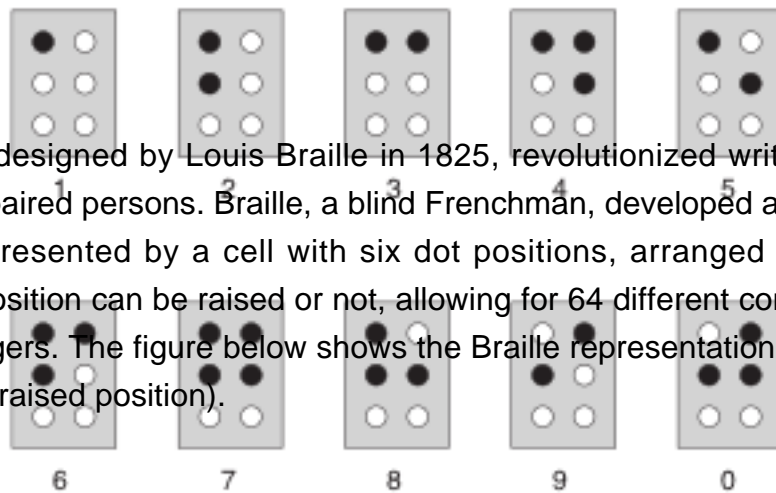 designed by Louis Braille in 1825, revolutionized writ
1 2 3 4 5
aired persons. Braille, a blind Frenchman, developed a
resented by a cell with six dot positions, arranged
osition can be raised or not, allowing for 64 different cor
gers. The figure below shows the Braille representation
raised position).
6 7 8 9 0